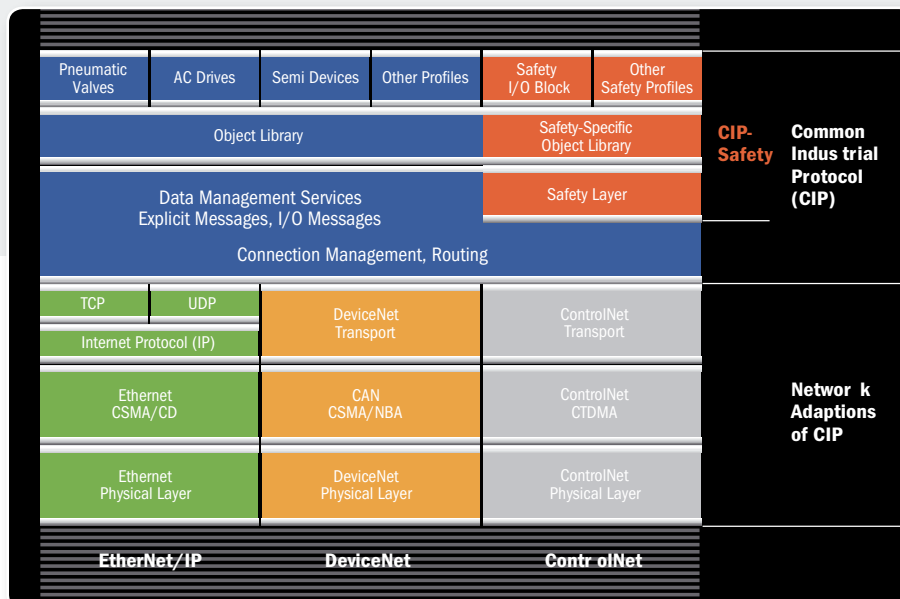 Pneumatic
Valves
AC Drives
Semi Devices
Other Profiles
Safety
I/O Block
Other
Safety Profiles
Object Library
Safety-Specific
Object Library
CIP-
Safety
Common
Indus trial
Protocol
(CIP)
Data Management Services
Explicit Messages, I/O Messages
Safety Layer
Connection Management, Routing
TCP
UDP
Internet Protocol (IP)
DeviceNet
Transport
ControlNet
Transport
Ethernet
CSMA/CD
CAN
CSMA/NBA
ControlNet
CTDMA
Networ k
Adaptions
of CIP
Ethernet
Physical Layer
DeviceNet
Physical Layer
ControlNet
Physical Layer
EtherNet/IP
DeviceNet
Contr olNet